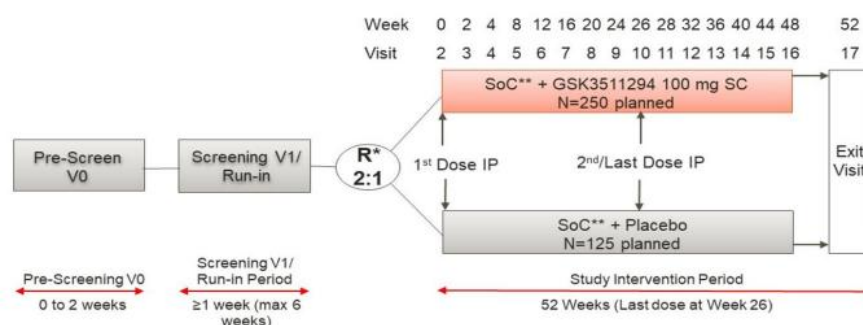 Week 0 2 4 8 12 16 20 24 26 28 32 36 40 44 48 52
Visit 2 3 4 5 6 7 8 9 10 11 12 13 14 15 16 17
SoC** + GSK3511294 100 mg SC
N=250 planned
Pre-Screen
V0
Screening V1/
Run-in
R*
2:1
1st Dose IP
2nd/Last Dose IP
Exit
Visit
SoC** + Placebo
N=125 planned
Pre-Screening V0
0 to 2 weeks
Screening V1/
Run-in Period
≥1 week (max 6
weeks)
Study Intervention Period
52 Weeks (Last dose at Week 26)